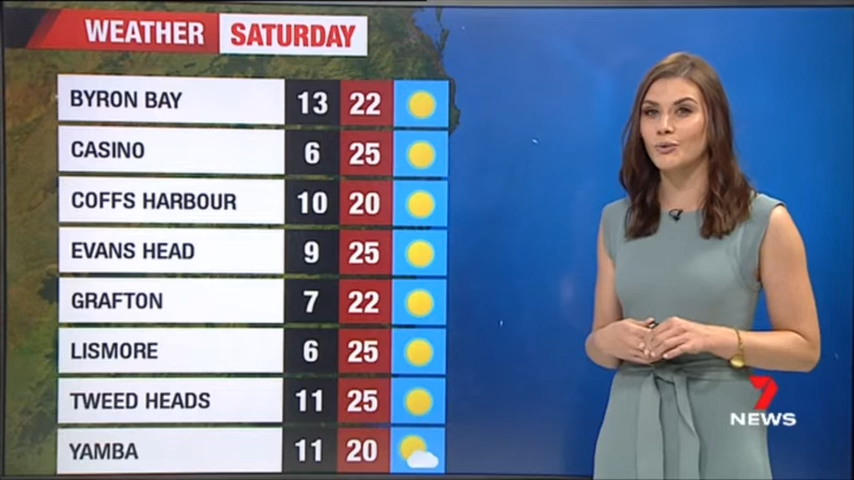 WEATHER SATURDAY
BYRON BAY 13 22
CASINO 6 25
COFFS HARBOUR 10 20
EVANS HEAD 9 25
GRAFTON 7 22
LISMORE 6 25
TWEED HEADS 11 25
YAMBA 11 20
7
NEWS